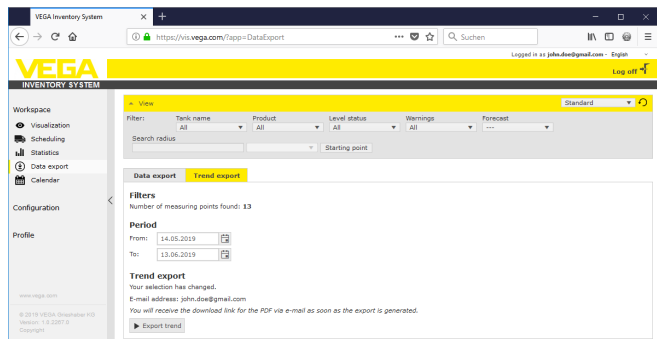 VEGA Inventory System
https://vis.vega.com/?app=DataExport
Suchen
Logged in as john.doe@gmail.com - English
VEGA
Log off
INVENTORY SYSTEM
Workspace
Visualization
Scheduling
Statistics
Data export
Calendar
Configuration
Profile
www.vega.com
© 2019 VEGA Grieshaber KG
Copyright
View
Standard
Filter:
Tank name
Product
Level status
Warnings
Forecast
All
All
All
All
---
Search radius
Starting point
Data export
Trend export
Filters
Number of measuring points found: 13
Period
From: 14.05.2019
To: 13.06.2019
Trend export
Your selection has changed.
E-mail address: john.doe@gmail.com
You will receive the download link for the PDF via e-mail as soon as the export is generated.
Export trend